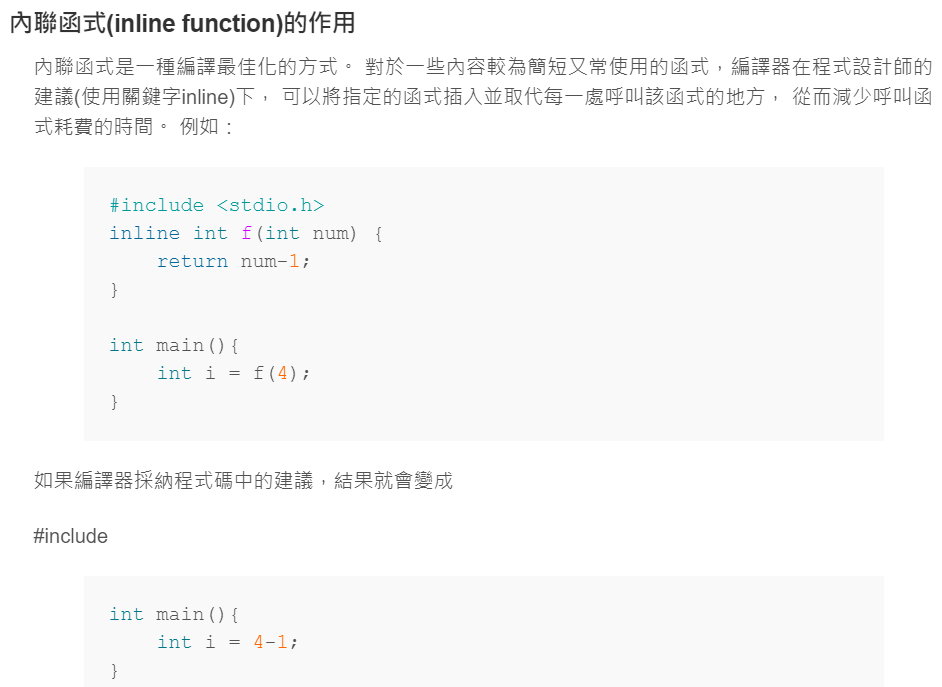 內聯函式(inline function)的作用
內聯函式是一種編譯最佳化的方式。 對於一些內容較為簡短又常使用的函式，編譯器在程式設計師的
建議(使用關鍵字inline)下， 可以將指定的函式插入並取代每一處呼叫該函式的地方， 從而減少呼叫函
式耗費的時間。 例如：
#include <stdio.h>
inline int f(int num) {
    return num-1;
}
int main(){
    int i = f(4);
}
如果編譯器採納程式碼中的建議，結果就會變成
#include
int main(){
    int i = 4-1;
}